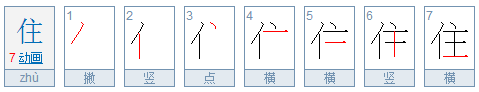 住 1 2 3 4 5 6 7
7 动画
zhù 撇 竖 点 横 横 竖 横